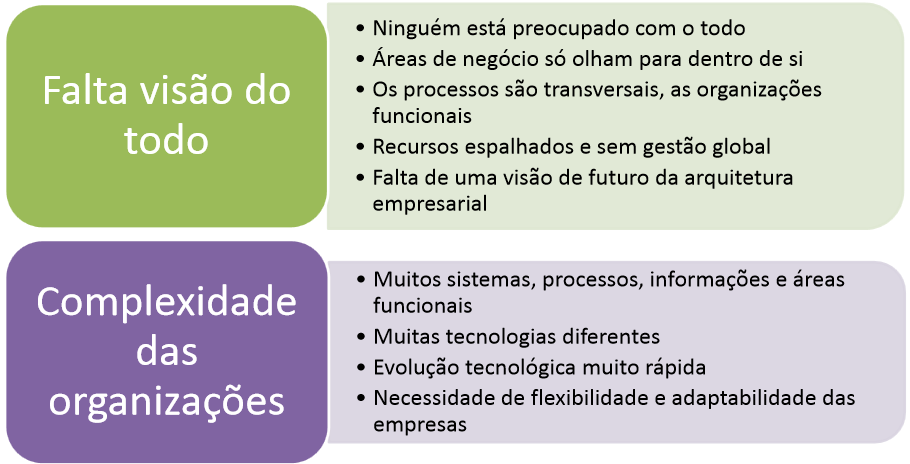 Falta visão do
todo
• Ninguém está preocupado com o todo
• Áreas de negócio só olham para dentro de si
• Os processos são transversais, as organizações
funcionais
• Recursos espalhados e sem gestão global
• Falta de uma visão de futuro da arquitetura
empresarial
Complexidade
das
organizações
• Muitos sistemas, processos, informações e áreas
funcionais
• Muitas tecnologias diferentes
• Evolução tecnológica muito rápida
• Necessidade de flexibilidade e adaptabilidade das
empresas